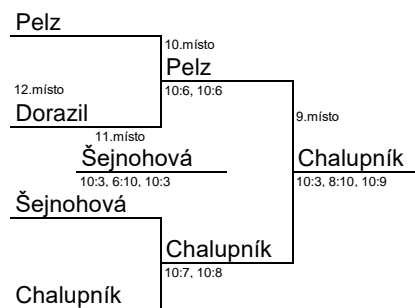 Pelz
10.místo
Pelz
12.místo
10:6, 10:6
Dorazil
9.místo
11.místo
Šejnohová
Chalupník
10:3, 6:10, 10:3
10:3, 8:10, 10:9
Šejnohová
Chalupník
10:7, 10:8
Chalupník